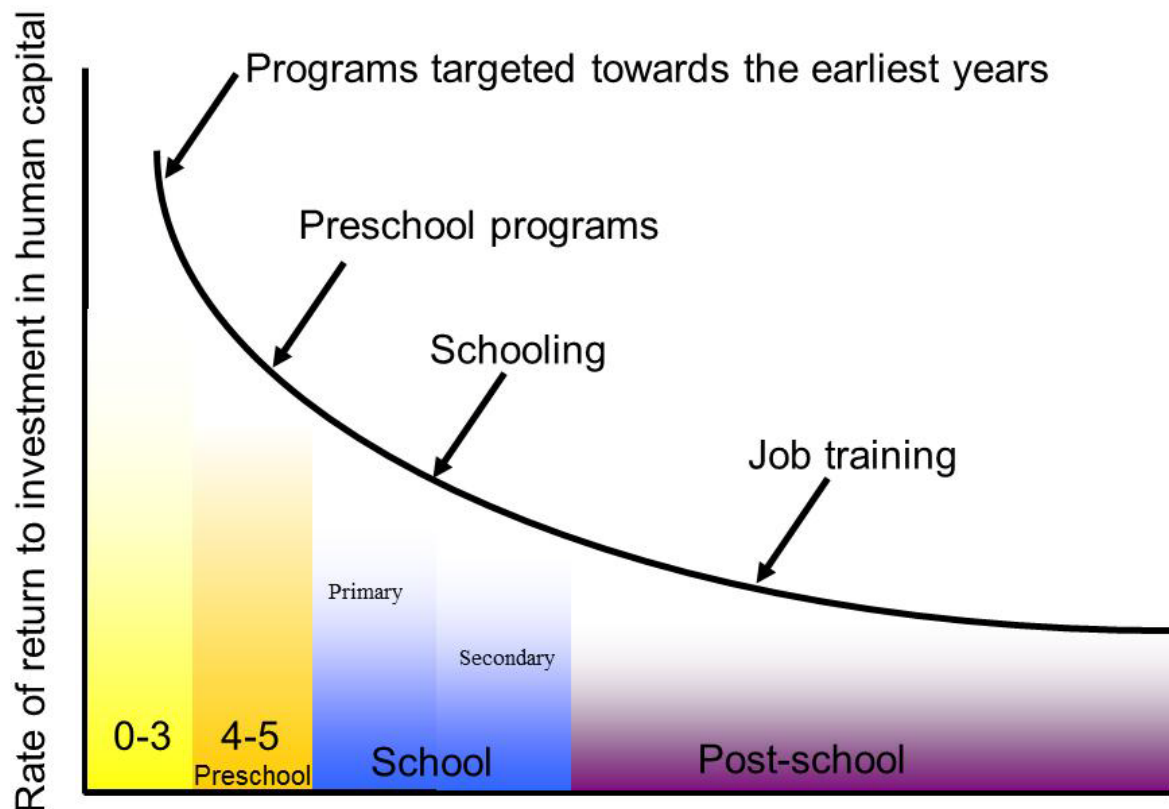 Rate of return to investment in human capital
Programs targeted towards the earliest years
Preschool programs
Schooling
Job training
Primary
Secondary
0-3
4-5
Preschool
School
Post-school